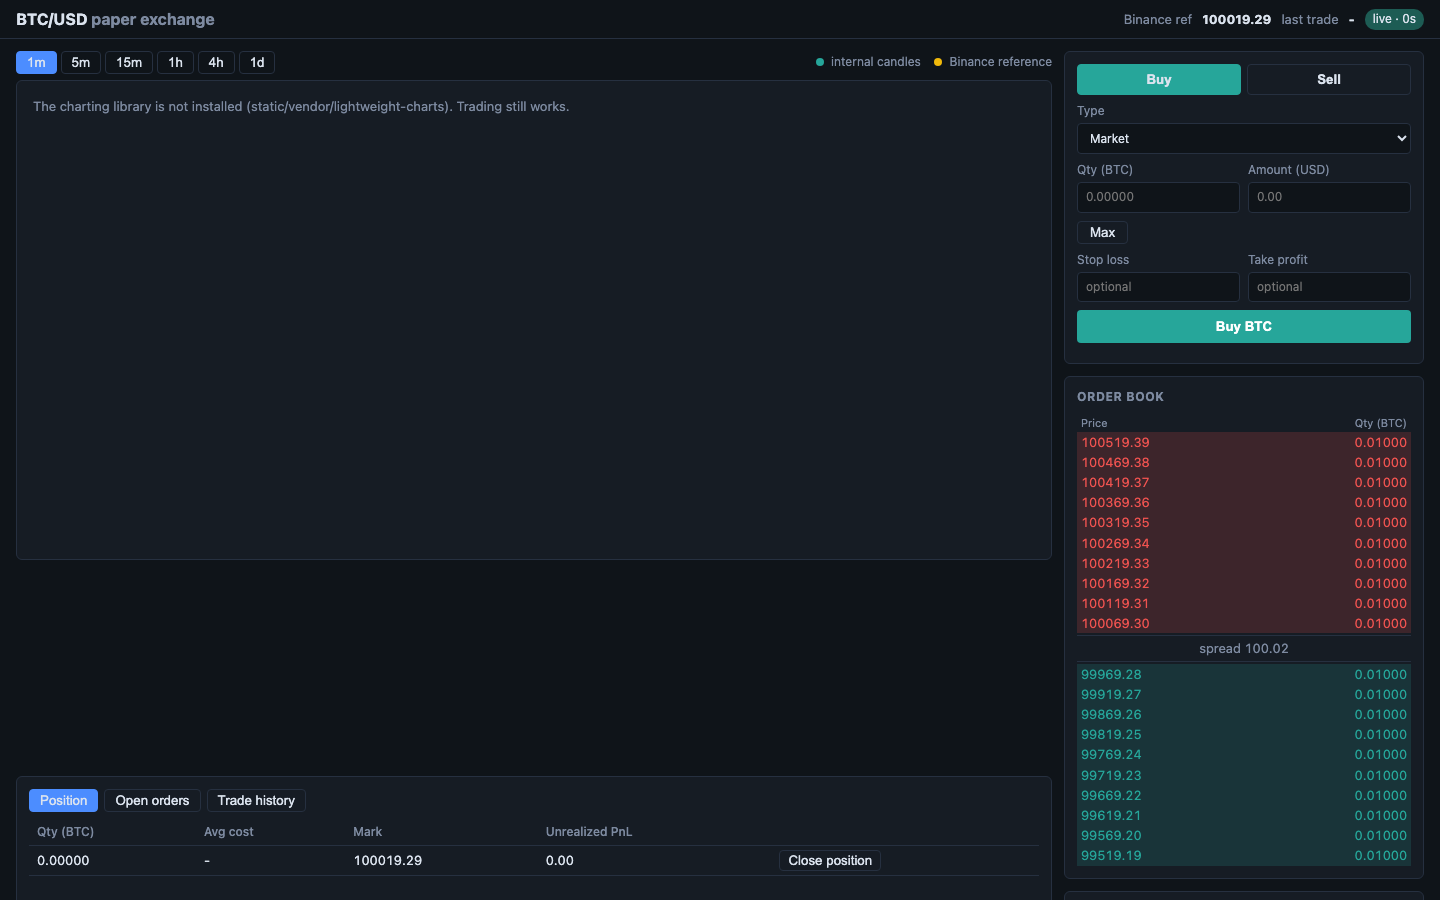 BTC/USD paper exchange
Binance ref 100019.29 last trade - live · 0s
1m 5m 15m 1h 4h 1d
internal candles Binance reference
The charting library is not installed (static/vendor/lightweight-charts). Trading still works.
Buy Sell
Type
Market
Qty (BTC) Amount (USD)
0.00000 0.00
Max
Stop loss Take profit
optional optional
Buy BTC
ORDER BOOK
Price Qty (BTC)
100519.39 0.01000
100469.38 0.01000
100419.37 0.01000
100369.36 0.01000
100319.35 0.01000
100269.34 0.01000
100219.33 0.01000
100169.32 0.01000
100119.31 0.01000
100069.30 0.01000
spread 100.02
99969.28 0.01000
99919.27 0.01000
99869.26 0.01000
99819.25 0.01000
99769.24 0.01000
99719.23 0.01000
99669.22 0.01000
99619.21 0.01000
99569.20 0.01000
99519.19 0.01000
Position Open orders Trade history
Qty (BTC) Avg cost Mark Unrealized PnL
0.00000 - 100019.29 0.00 Close position